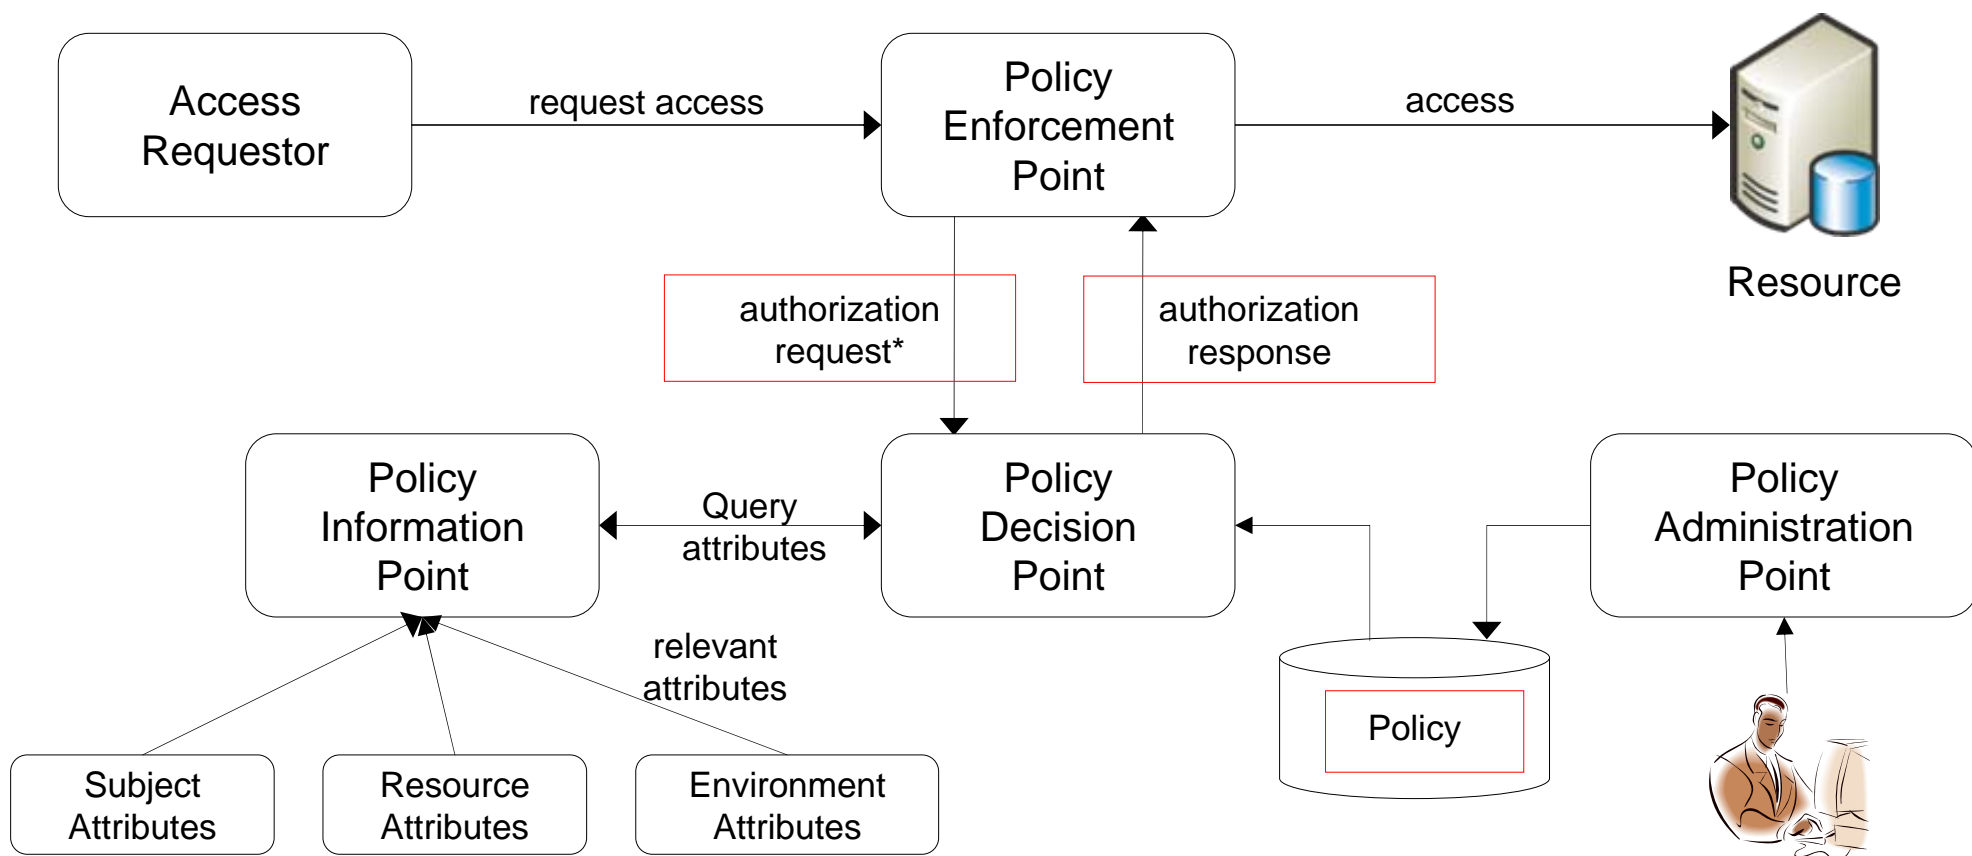 Access
Requestor
request access
Policy
Enforcement
Point
access
Resource
authorization
request*
authorization
response
Policy
Information
Point
Query
attributes
Policy
Decision
Point
Policy
Administration
Point
relevant
attributes
Policy
Subject
Attributes
Resource
Attributes
Environment
Attributes